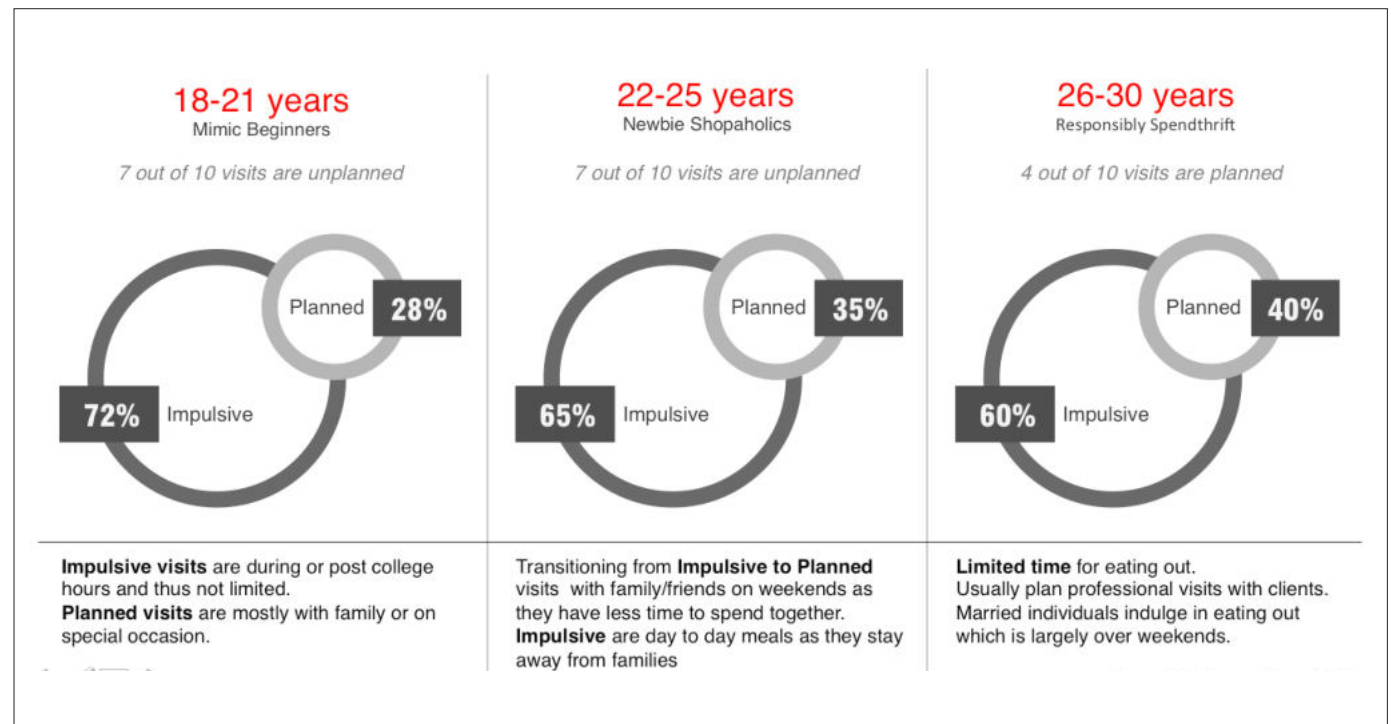 18-21 years
Mimic Beginners
7 out of 10 visits are unplanned
Planned
28%
72%
Impulsive
Impulsive visits are during or post college
hours and thus not limited.
Planned visits are mostly with family or on
special occasion.
22-25 years
Newbie Shopaholics
7 out of 10 visits are unplanned
Planned
35%
65%
Impulsive
Transitioning from Impulsive to Planned
visits with family/friends on weekends as
they have less time to spend together.
Impulsive are day to day meals as they stay
away from families
26-30 years
Responsibly Spendthrift
4 out of 10 visits are planned
Planned
40%
60%
Impulsive
Limited time for eating out.
Usually plan professional visits with clients.
Married individuals indulge in eating out
which is largely over weekends.